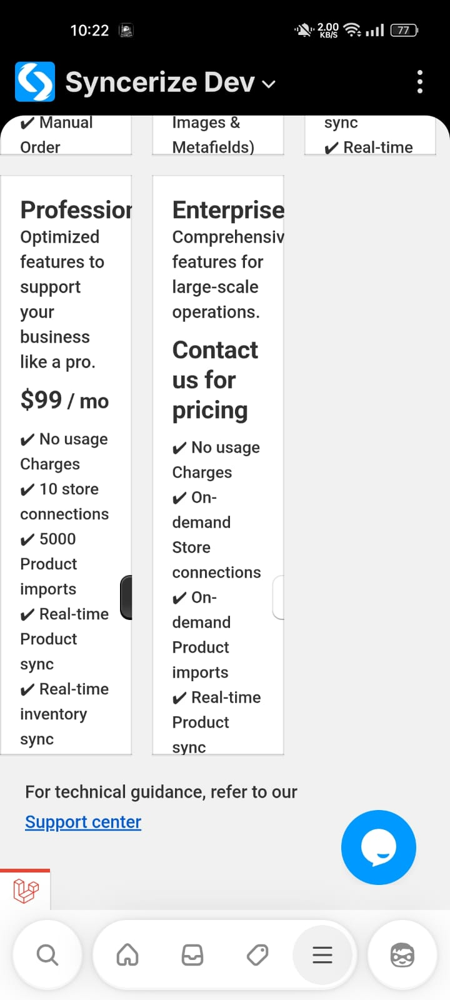 10:22
2.00
KB/S
77
Syncerize Dev
✔ Manual
Order
Images &
Metafields)
sync
✔ Real-time
Profession
Optimized
features to
support
your
business
like a pro.
$99 / mo
✔ No usage
Charges
✔ 10 store
connections
✔ 5000
Product
imports
✔ Real-time
Product
sync
✔ Real-time
inventory
sync
Enterprise
Comprehensiv
features for
large-scale
operations.
Contact
us for
pricing
✔ No usage
Charges
✔ On-
demand
Store
connections
✔ On-
demand
Product
imports
✔ Real-time
Product
sync
For technical guidance, refer to our
Support center